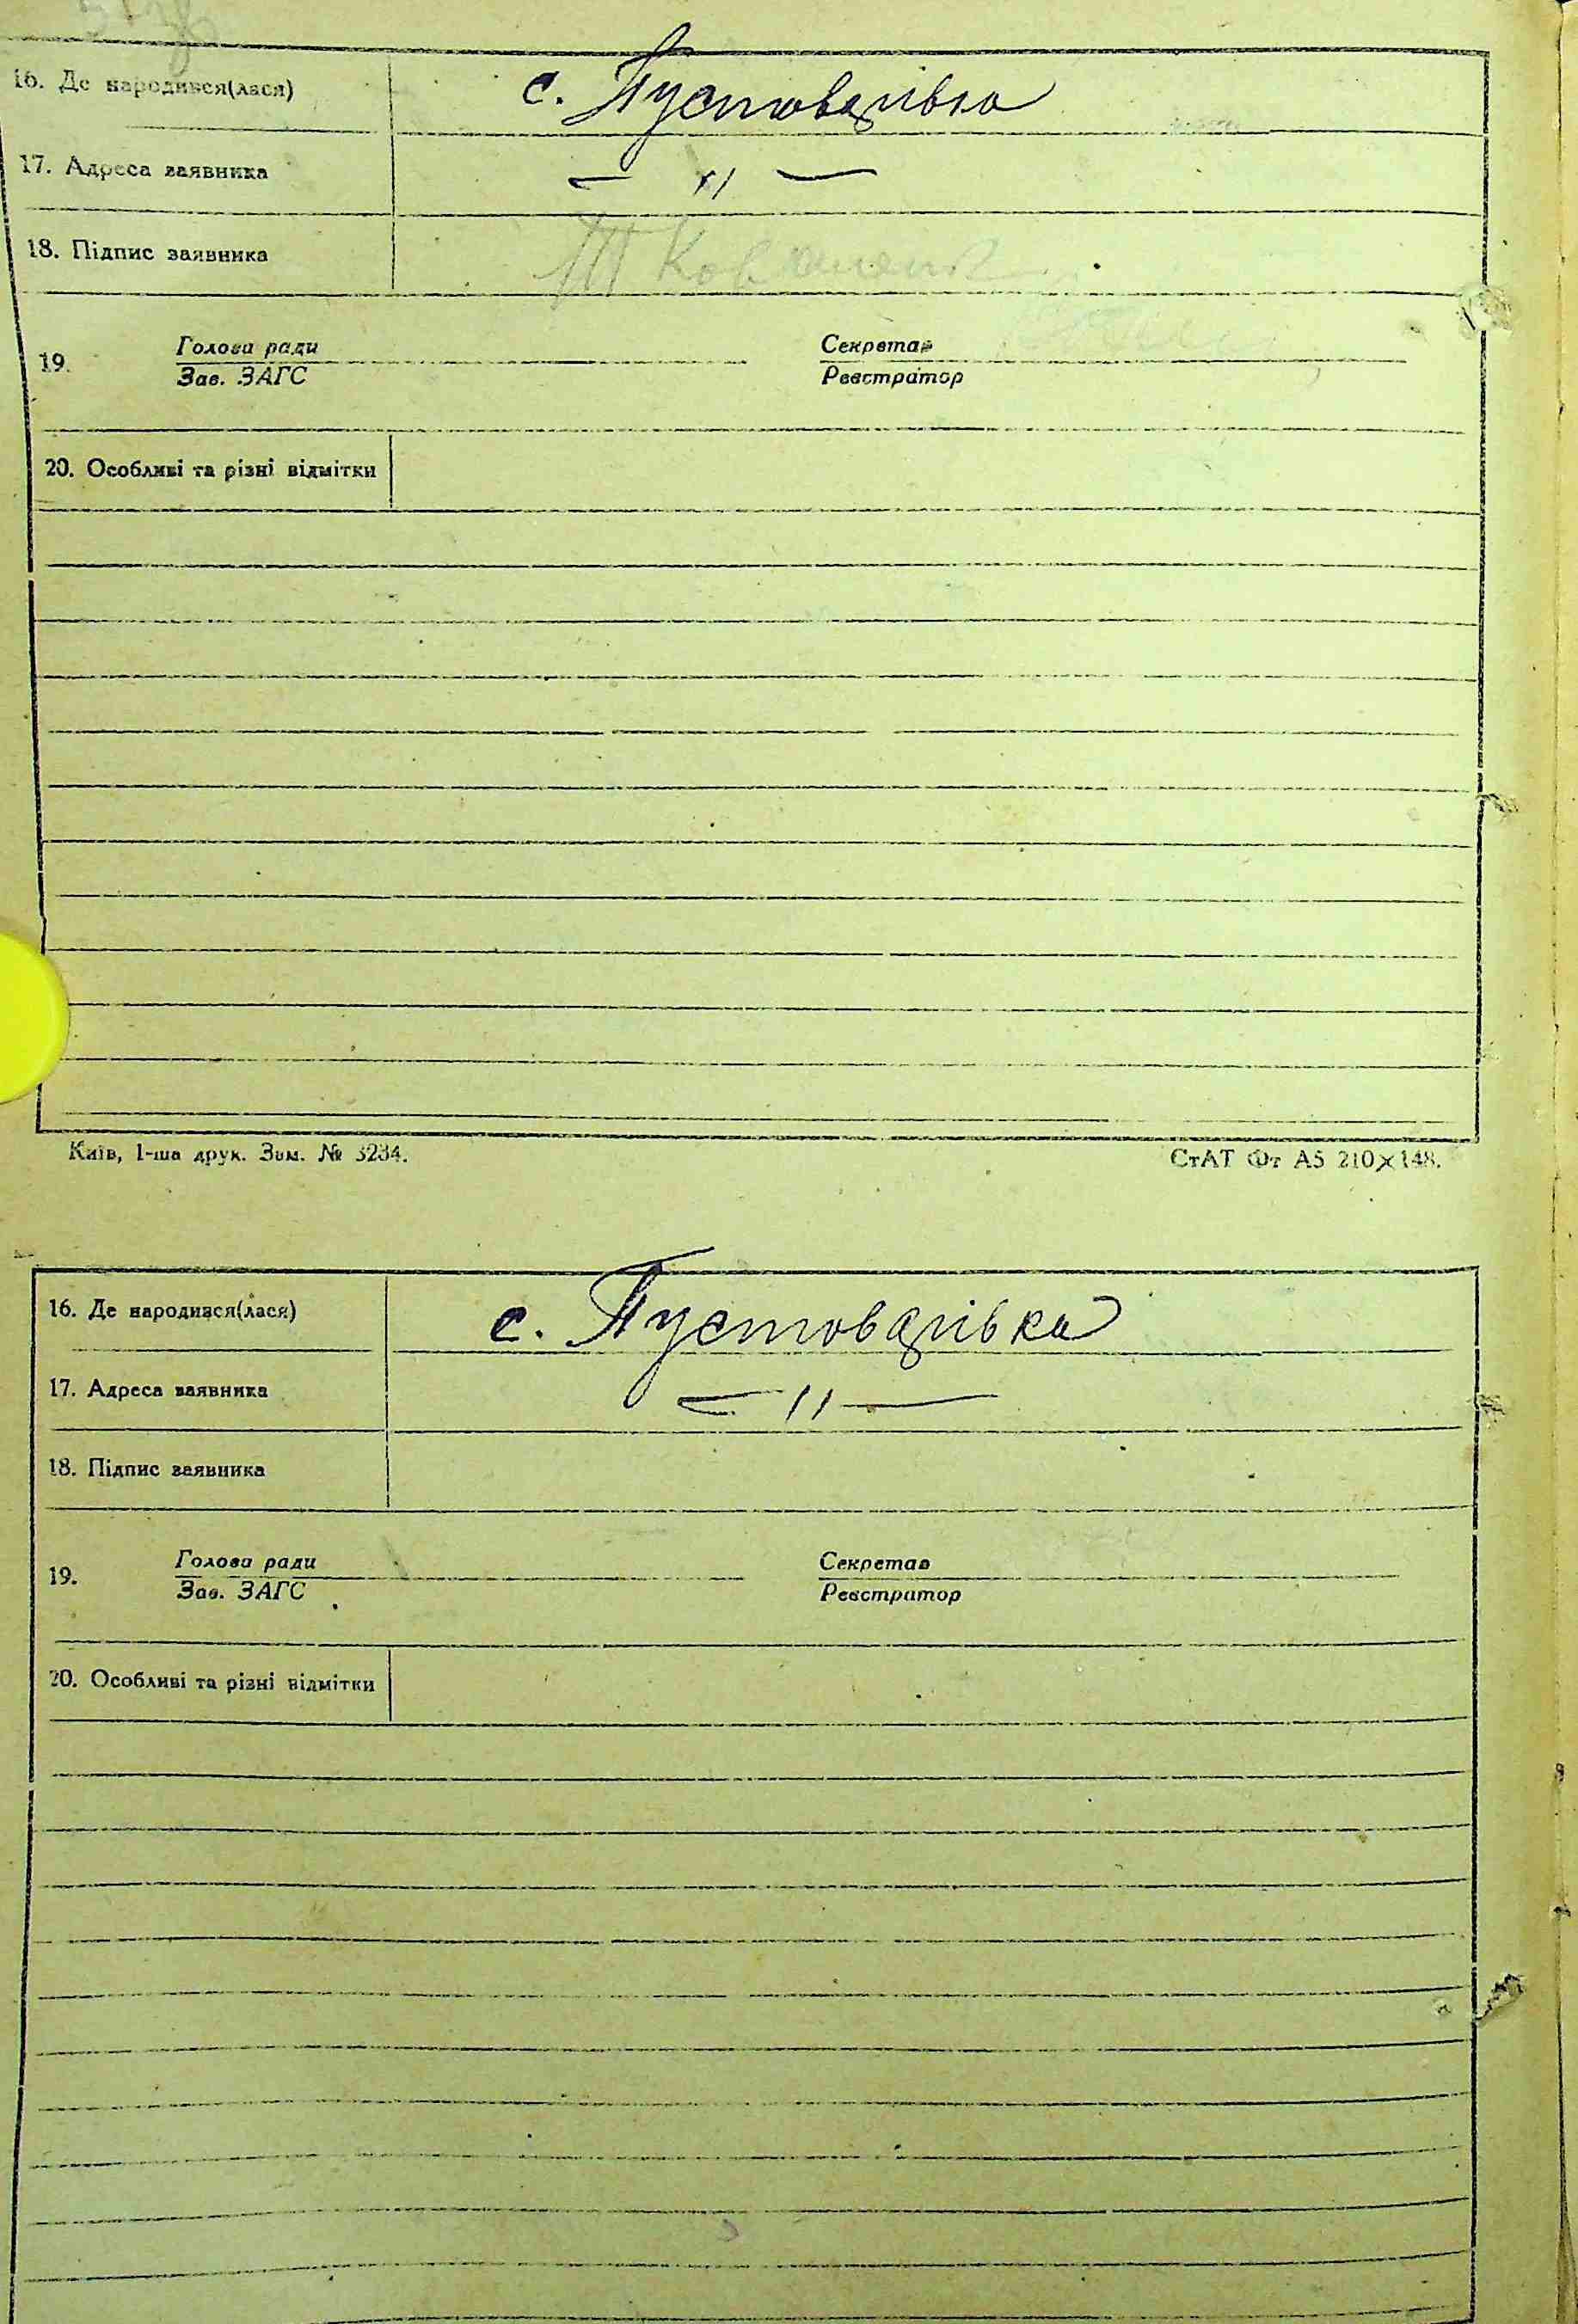 16. Де народився(лася) с. Пустоварівка
17. Адреса заявника — " —
18. Підпис заявника
19. Голова ради Секретар
Зав. ЗАГС Реєстратор
20. Особливі та різні відмітки
Київ, 1-ша друк. Зам. № 3234. СтАТ Фт А5 210×148.
16. Де народився(лася) с. Пустоварівка
17. Адреса заявника — " —
18. Підпис заявника
19. Голова ради Секретар
Зав. ЗАГС Реєстратор
20. Особливі та різні відмітки